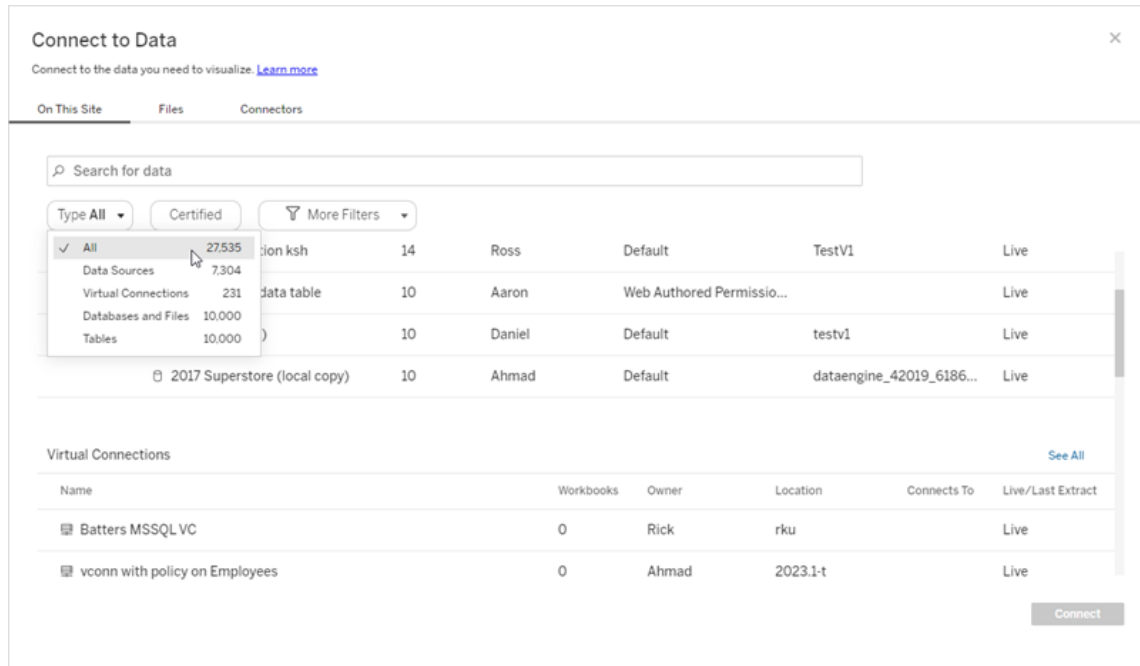 Connect to Data
Connect to the data you need to visualize. Learn more
On This Site Files Connectors
Search for data
Type All Certified More Filters
All 27,535
Data Sources 7,304
Virtual Connections 231
Databases and Files 10,000
Tables 10,000
ion ksh 14 Ross Default TestV1 Live
data table 10 Aaron Web Authored Permissio... Live
) 10 Daniel Default testv1 Live
2017 Superstore (local copy) 10 Ahmad Default dataengine_42019_6186... Live
Virtual Connections See All
Name Workbooks Owner Location Connects To Live/Last Extract
Batters MSSQL VC 0 Rick rku Live
vconn with policy on Employees 0 Ahmad 2023.1-t Live
Connect